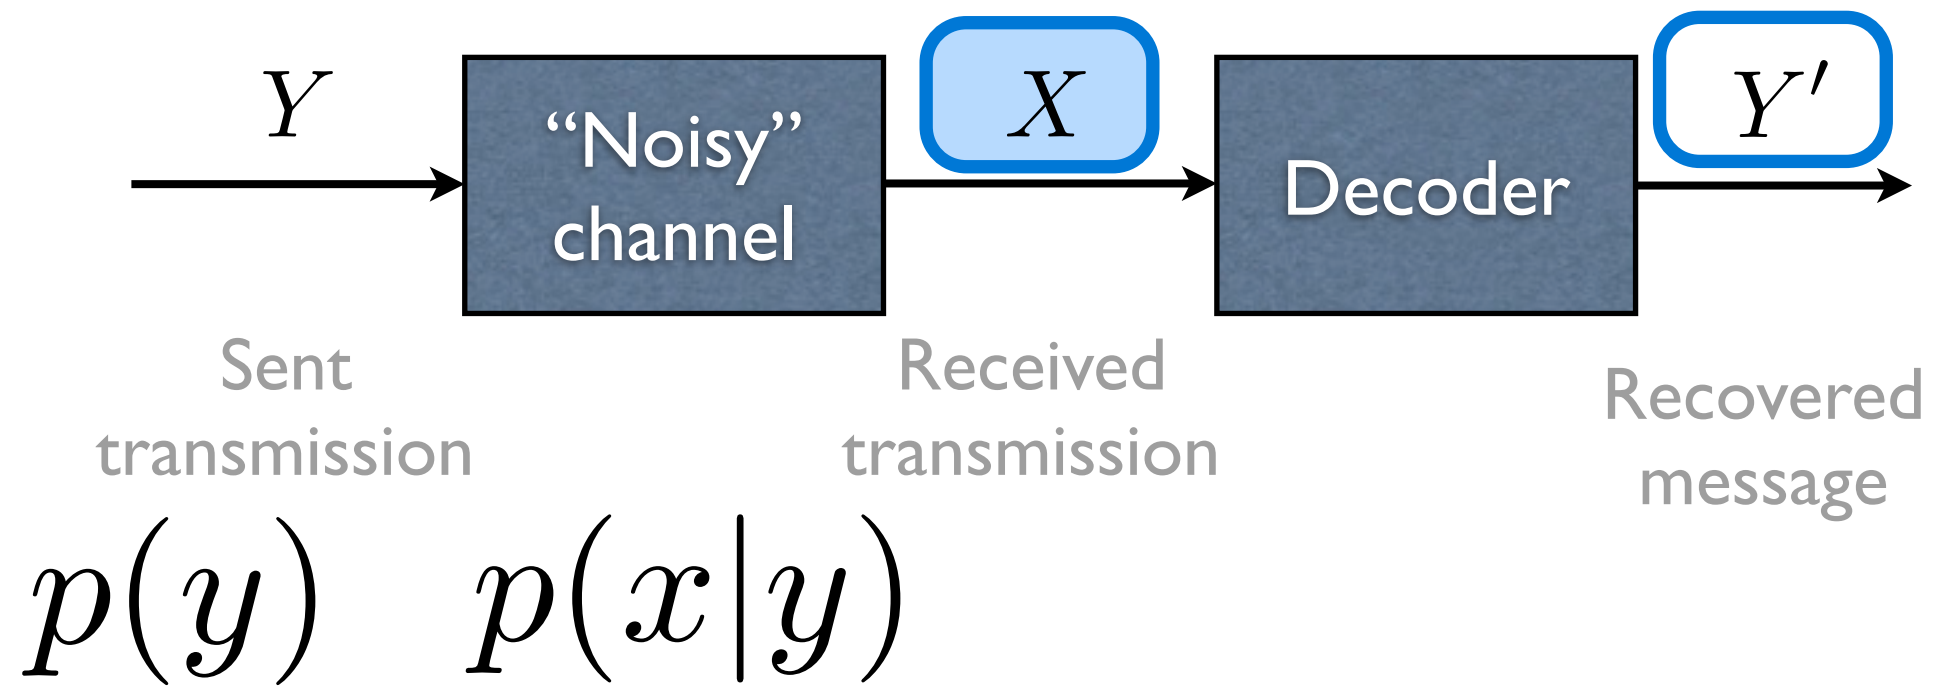 Y
“Noisy”
channel
X
Decoder
Y′
Sent
transmission
Received
transmission
Recovered
message
p(y)
p(x|y)